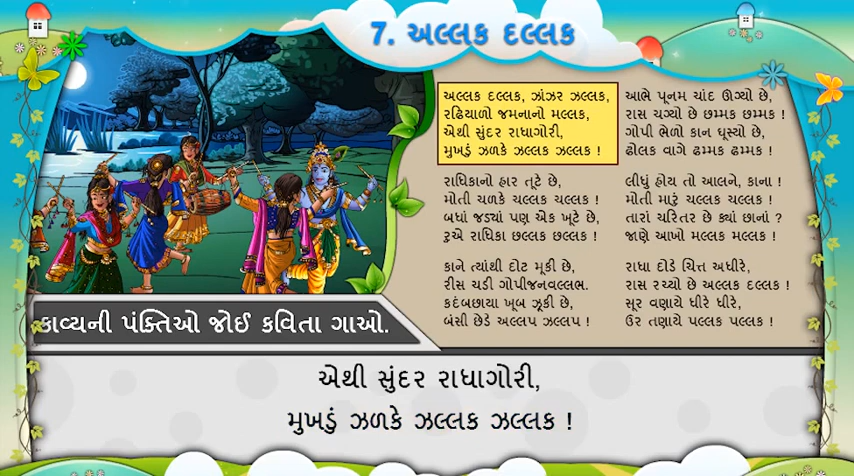 7. અલ્લક દલ્લક
અલ્લક દલ્લક, ઝાંઝર ઝલ્લક,
રઢિયાળો જમનાનો મલ્લક,
એથી સુંદર રાધાગોરી,
મુખડું ઝળકે ઝલ્લક ઝલ્લક !
રાધિકાનો હાર તૂટે છે,
મોતી ચળકે ચલ્લક ચલ્લક !
બધાં જડ્યાં પણ એક ખૂટે છે,
રુએ રાધિકા છલ્લક છલ્લક !
કાને ત્યાંથી દોટ મૂકી છે,
રીસ ચડી ગોપીજનવલ્લભ.
કદંબછાયા ખૂબ ઝૂકી છે,
બંસી છેડે અલ્લપ ઝલ્લપ !
આભે પૂનમ ચાંદ ઊગ્યો છે,
રાસ ચગ્યો છે છમ્મક છમ્મક !
ગોપી ભેળો કાન ઘૂસ્યો છે,
ઢોલક વાગે ઢમ્મક ઢમ્મક !
લીધું હોય તો આલને, કાના !
મોતી મારું ચલ્લક ચલ્લક !
તારાં ચરિતર છે ક્યાં છાનાં ?
જાણે આખો મલ્લક મલ્લક !
રાધા દોડે ચિત્ત અધીરે,
રાસ રચ્યો છે અલ્લક દલ્લક !
સૂર વણાયે ધીરે ધીરે,
ઉર તણાયે પલ્લક પલ્લક !
કાવ્યની પંક્તિઓ જોઈ કવિતા ગાઓ.
એથી સુંદર રાધાગોરી,
મુખડું ઝળકે ઝલ્લક ઝલ્લક !